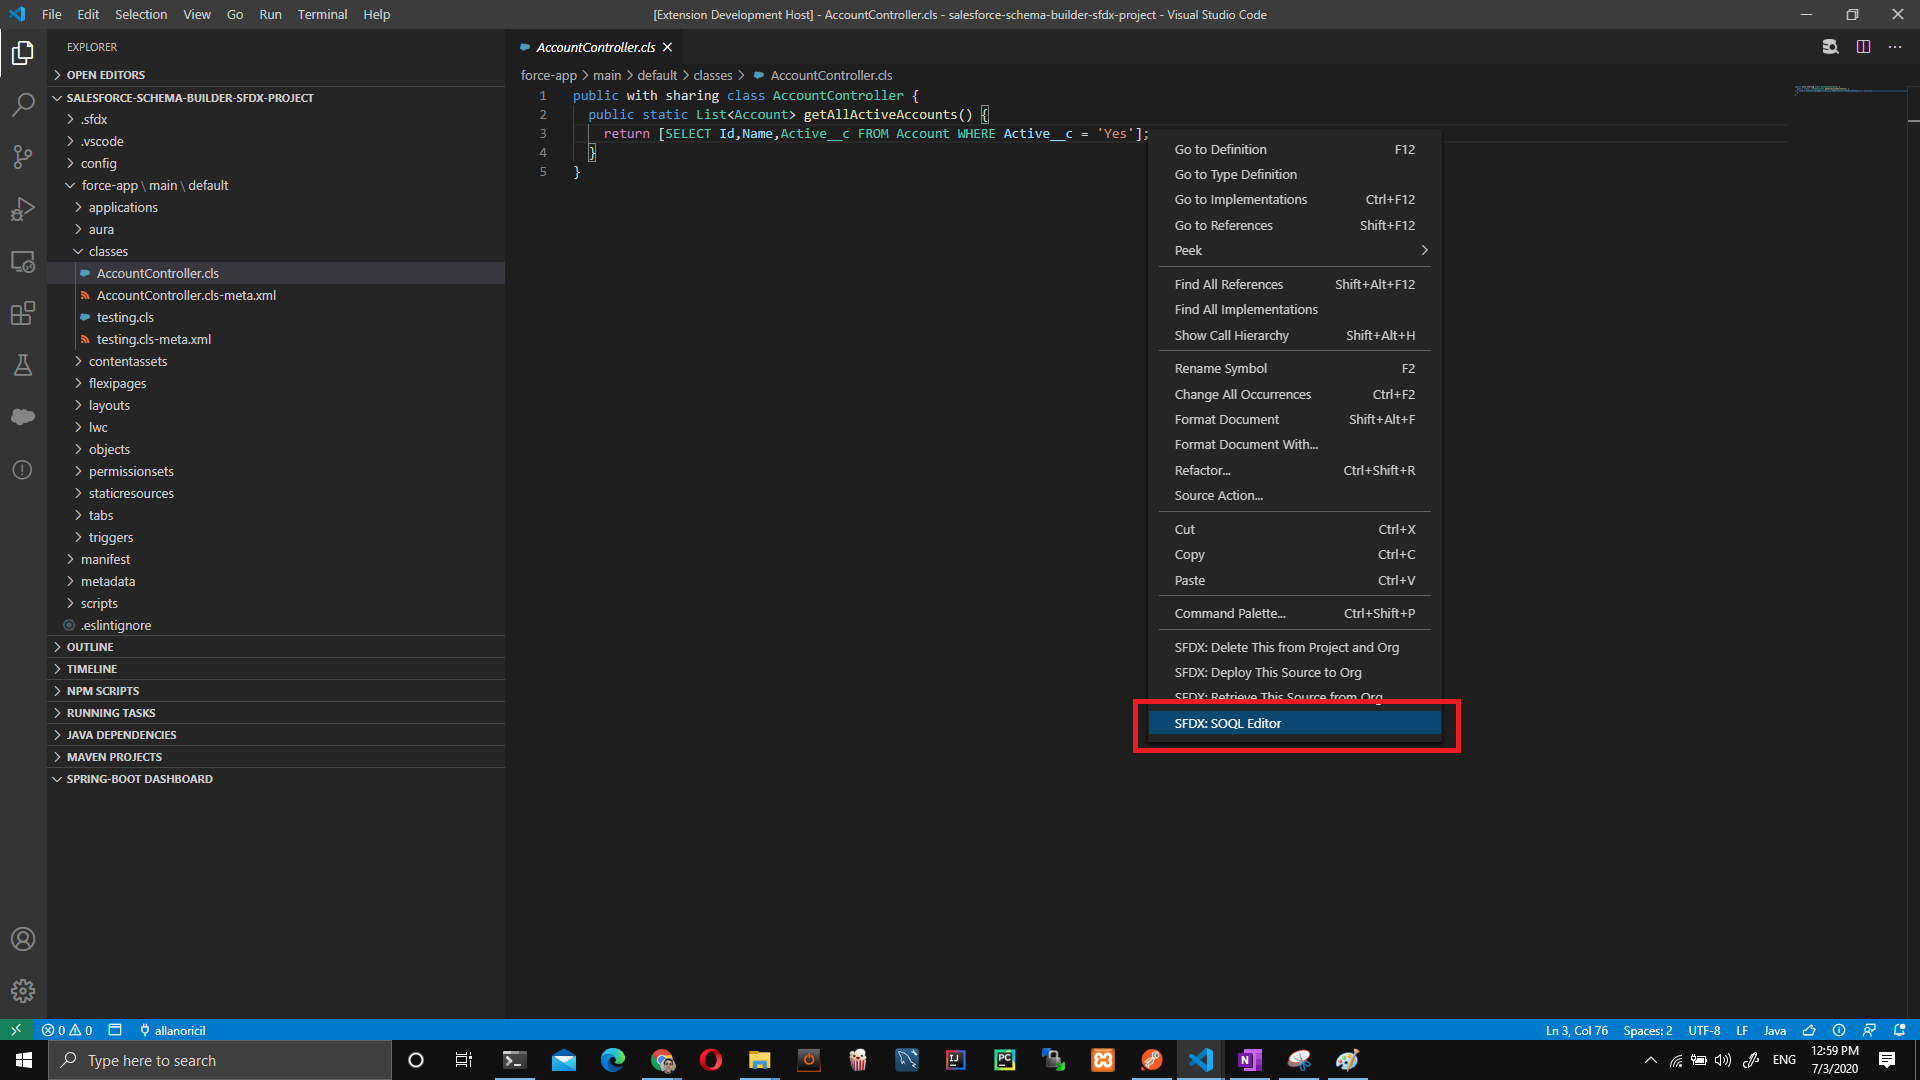 File Edit Selection View Go Run Terminal Help
[Extension Development Host] - AccountController.cls - salesforce-schema-builder-sfdx-project - Visual Studio Code
EXPLORER
OPEN EDITORS
SALESFORCE-SCHEMA-BUILDER-SFDX-PROJECT
.sfdx
.vscode
config
force-app \ main \ default
applications
aura
classes
AccountController.cls
AccountController.cls-meta.xml
testing.cls
testing.cls-meta.xml
contentassets
flexipages
layouts
lwc
objects
permissionsets
staticresources
tabs
triggers
manifest
metadata
scripts
.eslintignore
OUTLINE
TIMELINE
NPM SCRIPTS
RUNNING TASKS
JAVA DEPENDENCIES
MAVEN PROJECTS
SPRING-BOOT DASHBOARD
AccountController.cls
force-app > main > default > classes > AccountController.cls
1 public with sharing class AccountController {
2 public static List<Account> getAllActiveAccounts() {
3 return [SELECT Id,Name,Active__c FROM Account WHERE Active__c = 'Yes'];
4 }
5 }
Go to Definition F12
Go to Type Definition
Go to Implementations Ctrl+F12
Go to References Shift+F12
Peek
Find All References Shift+Alt+F12
Find All Implementations
Show Call Hierarchy Shift+Alt+H
Rename Symbol F2
Change All Occurrences Ctrl+F2
Format Document Shift+Alt+F
Format Document With...
Refactor... Ctrl+Shift+R
Source Action...
Cut Ctrl+X
Copy Ctrl+C
Paste Ctrl+V
Command Palette... Ctrl+Shift+P
SFDX: Delete This from Project and Org
SFDX: Deploy This Source to Org
SFDX: Retrieve This Source from Org
SFDX: SOQL Editor
0 0 allanoricil
Ln 3, Col 76 Spaces: 2 UTF-8 LF Java
Type here to search
ENG
12:59 PM
7/3/2020